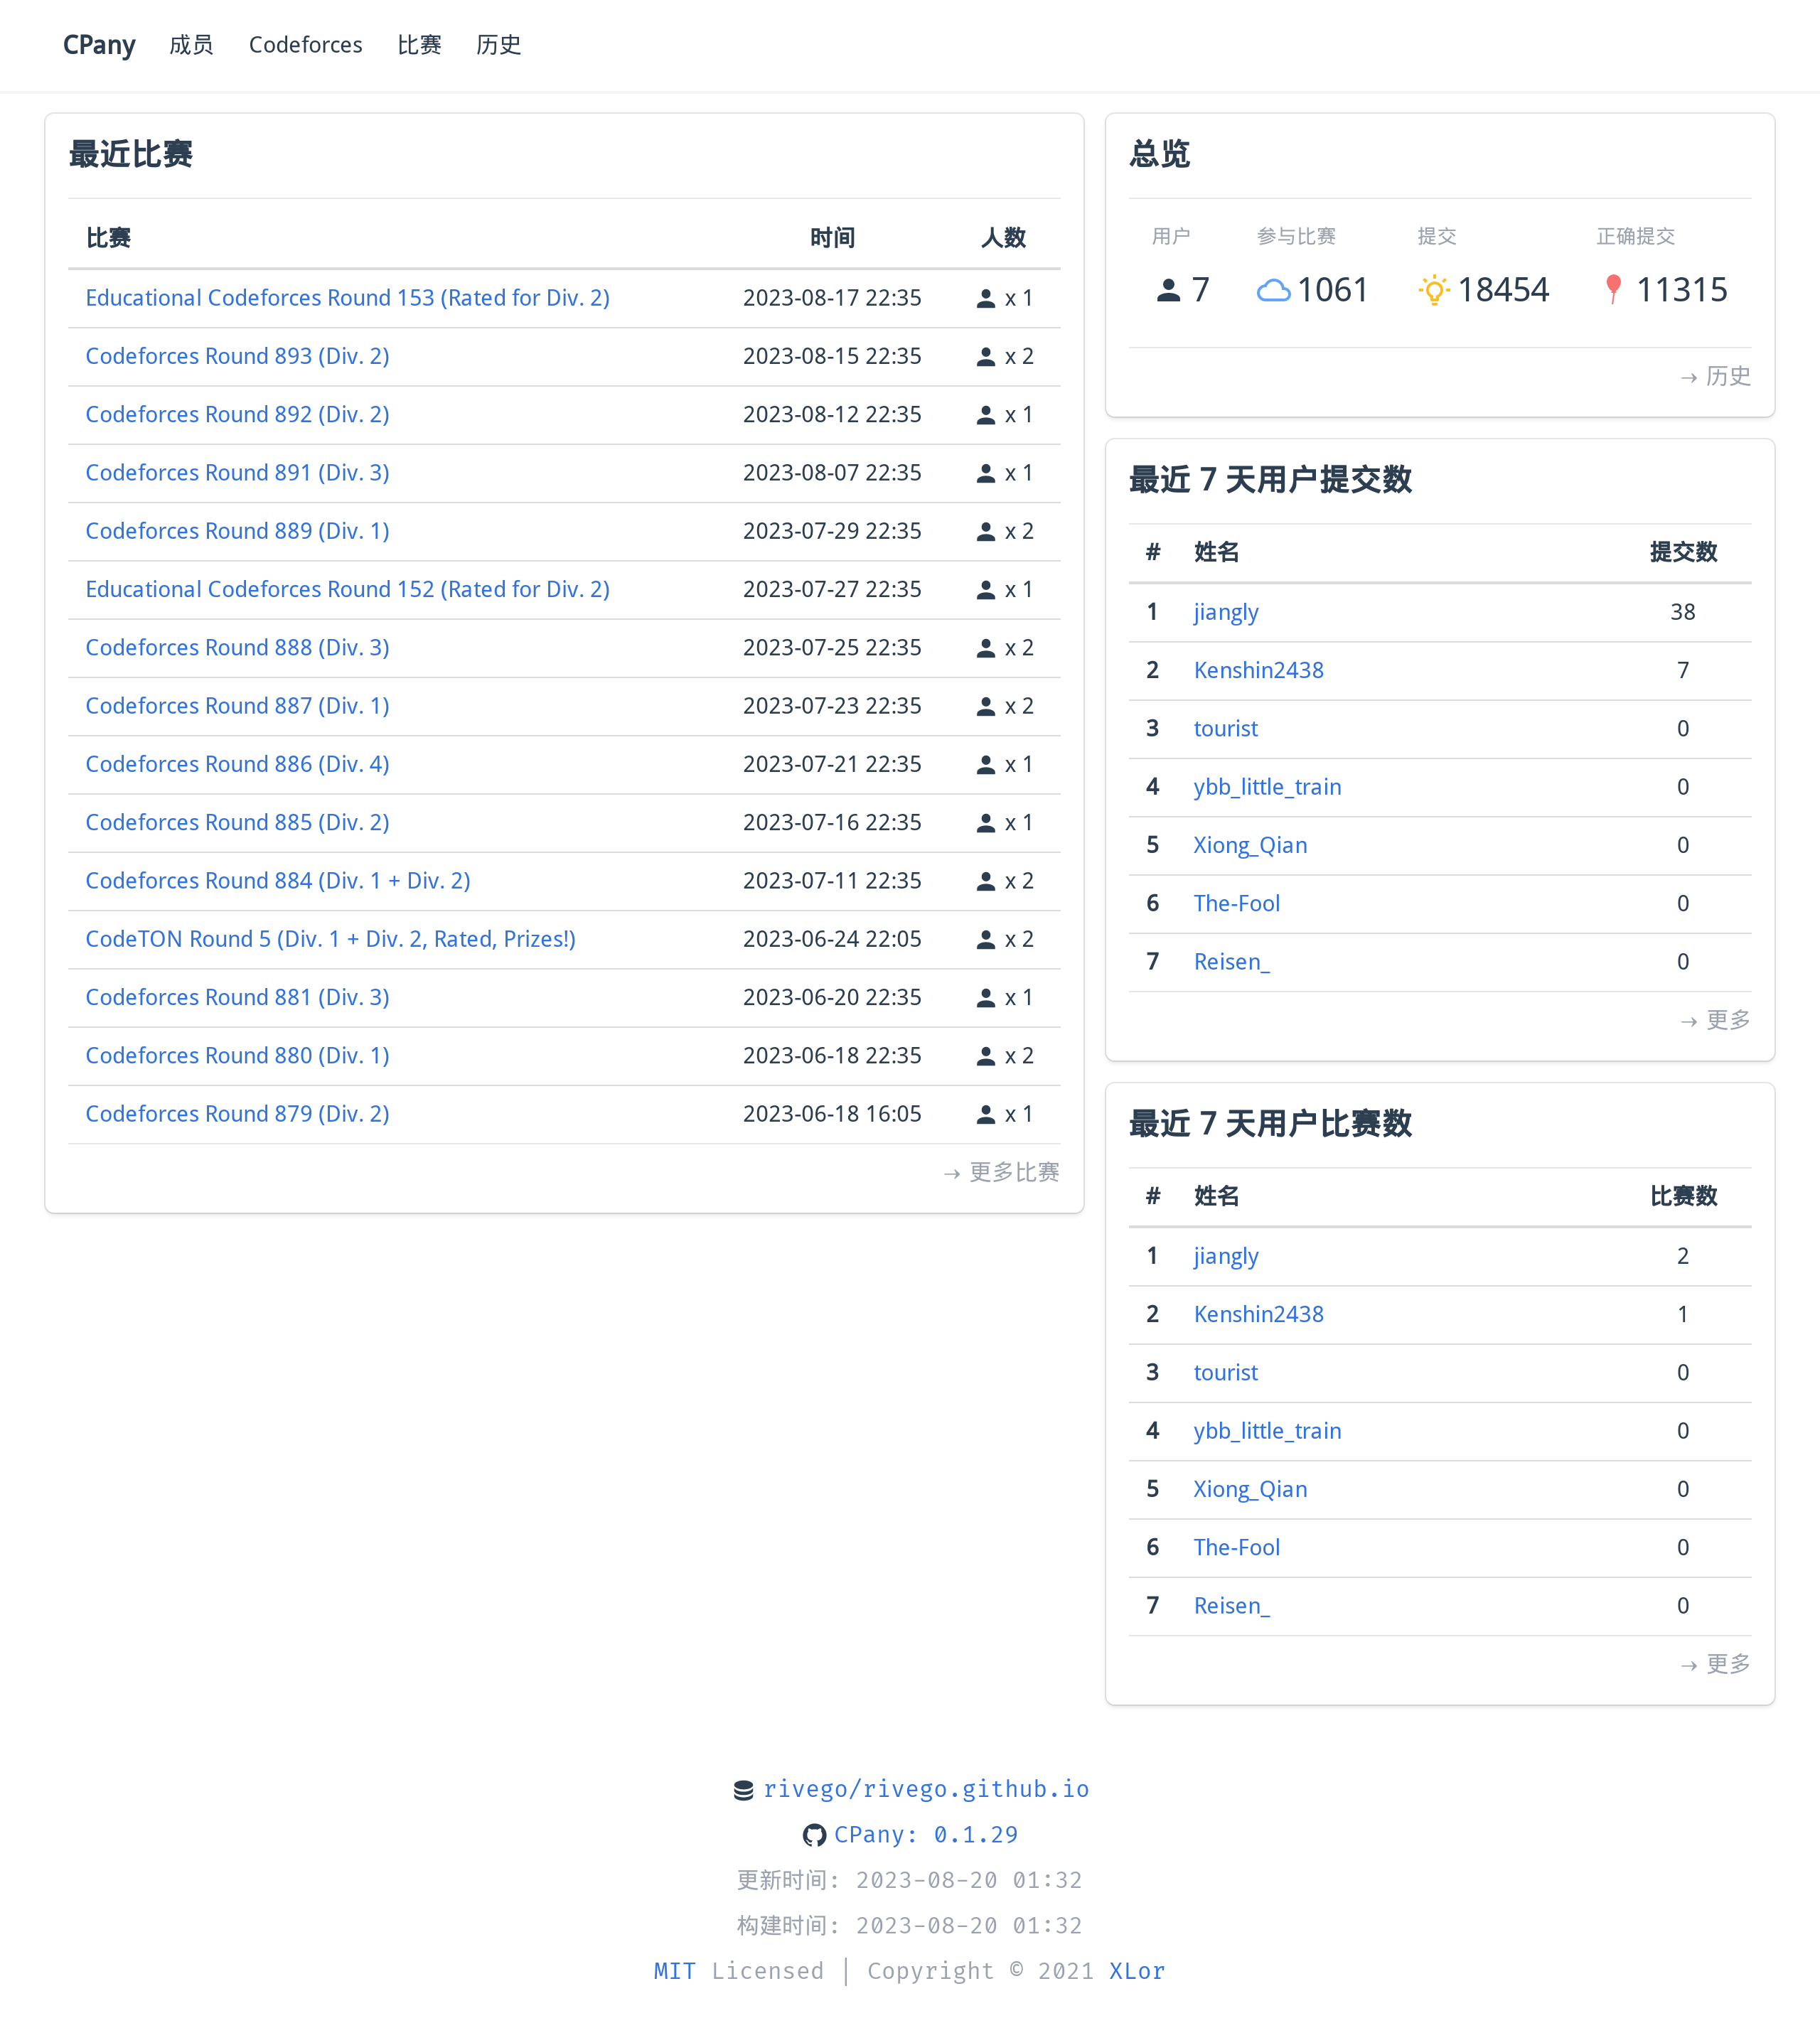 CPany 成员 Codeforces 比赛 历史
最近比赛
比赛 时间 人数
Educational Codeforces Round 153 (Rated for Div. 2) 2023-08-17 22:35 x 1
Codeforces Round 893 (Div. 2) 2023-08-15 22:35 x 2
Codeforces Round 892 (Div. 2) 2023-08-12 22:35 x 1
Codeforces Round 891 (Div. 3) 2023-08-07 22:35 x 1
Codeforces Round 889 (Div. 1) 2023-07-29 22:35 x 2
Educational Codeforces Round 152 (Rated for Div. 2) 2023-07-27 22:35 x 1
Codeforces Round 888 (Div. 3) 2023-07-25 22:35 x 2
Codeforces Round 887 (Div. 1) 2023-07-23 22:35 x 2
Codeforces Round 886 (Div. 4) 2023-07-21 22:35 x 1
Codeforces Round 885 (Div. 2) 2023-07-16 22:35 x 1
Codeforces Round 884 (Div. 1 + Div. 2) 2023-07-11 22:35 x 2
CodeTON Round 5 (Div. 1 + Div. 2, Rated, Prizes!) 2023-06-24 22:05 x 2
Codeforces Round 881 (Div. 3) 2023-06-20 22:35 x 1
Codeforces Round 880 (Div. 1) 2023-06-18 22:35 x 2
Codeforces Round 879 (Div. 2) 2023-06-18 16:05 x 1
→ 更多比赛
总览
用户 参与比赛 提交 正确提交
7 1061 18454 11315
→ 历史
最近 7 天用户提交数
# 姓名 提交数
1 jiangly 38
2 Kenshin2438 7
3 tourist 0
4 ybb_little_train 0
5 Xiong_Qian 0
6 The-Fool 0
7 Reisen_ 0
→ 更多
最近 7 天用户比赛数
# 姓名 比赛数
1 jiangly 2
2 Kenshin2438 1
3 tourist 0
4 ybb_little_train 0
5 Xiong_Qian 0
6 The-Fool 0
7 Reisen_ 0
→ 更多
rivego/rivego.github.io
CPany: 0.1.29
更新时间: 2023-08-20 01:32
构建时间: 2023-08-20 01:32
MIT Licensed | Copyright © 2021 XLor